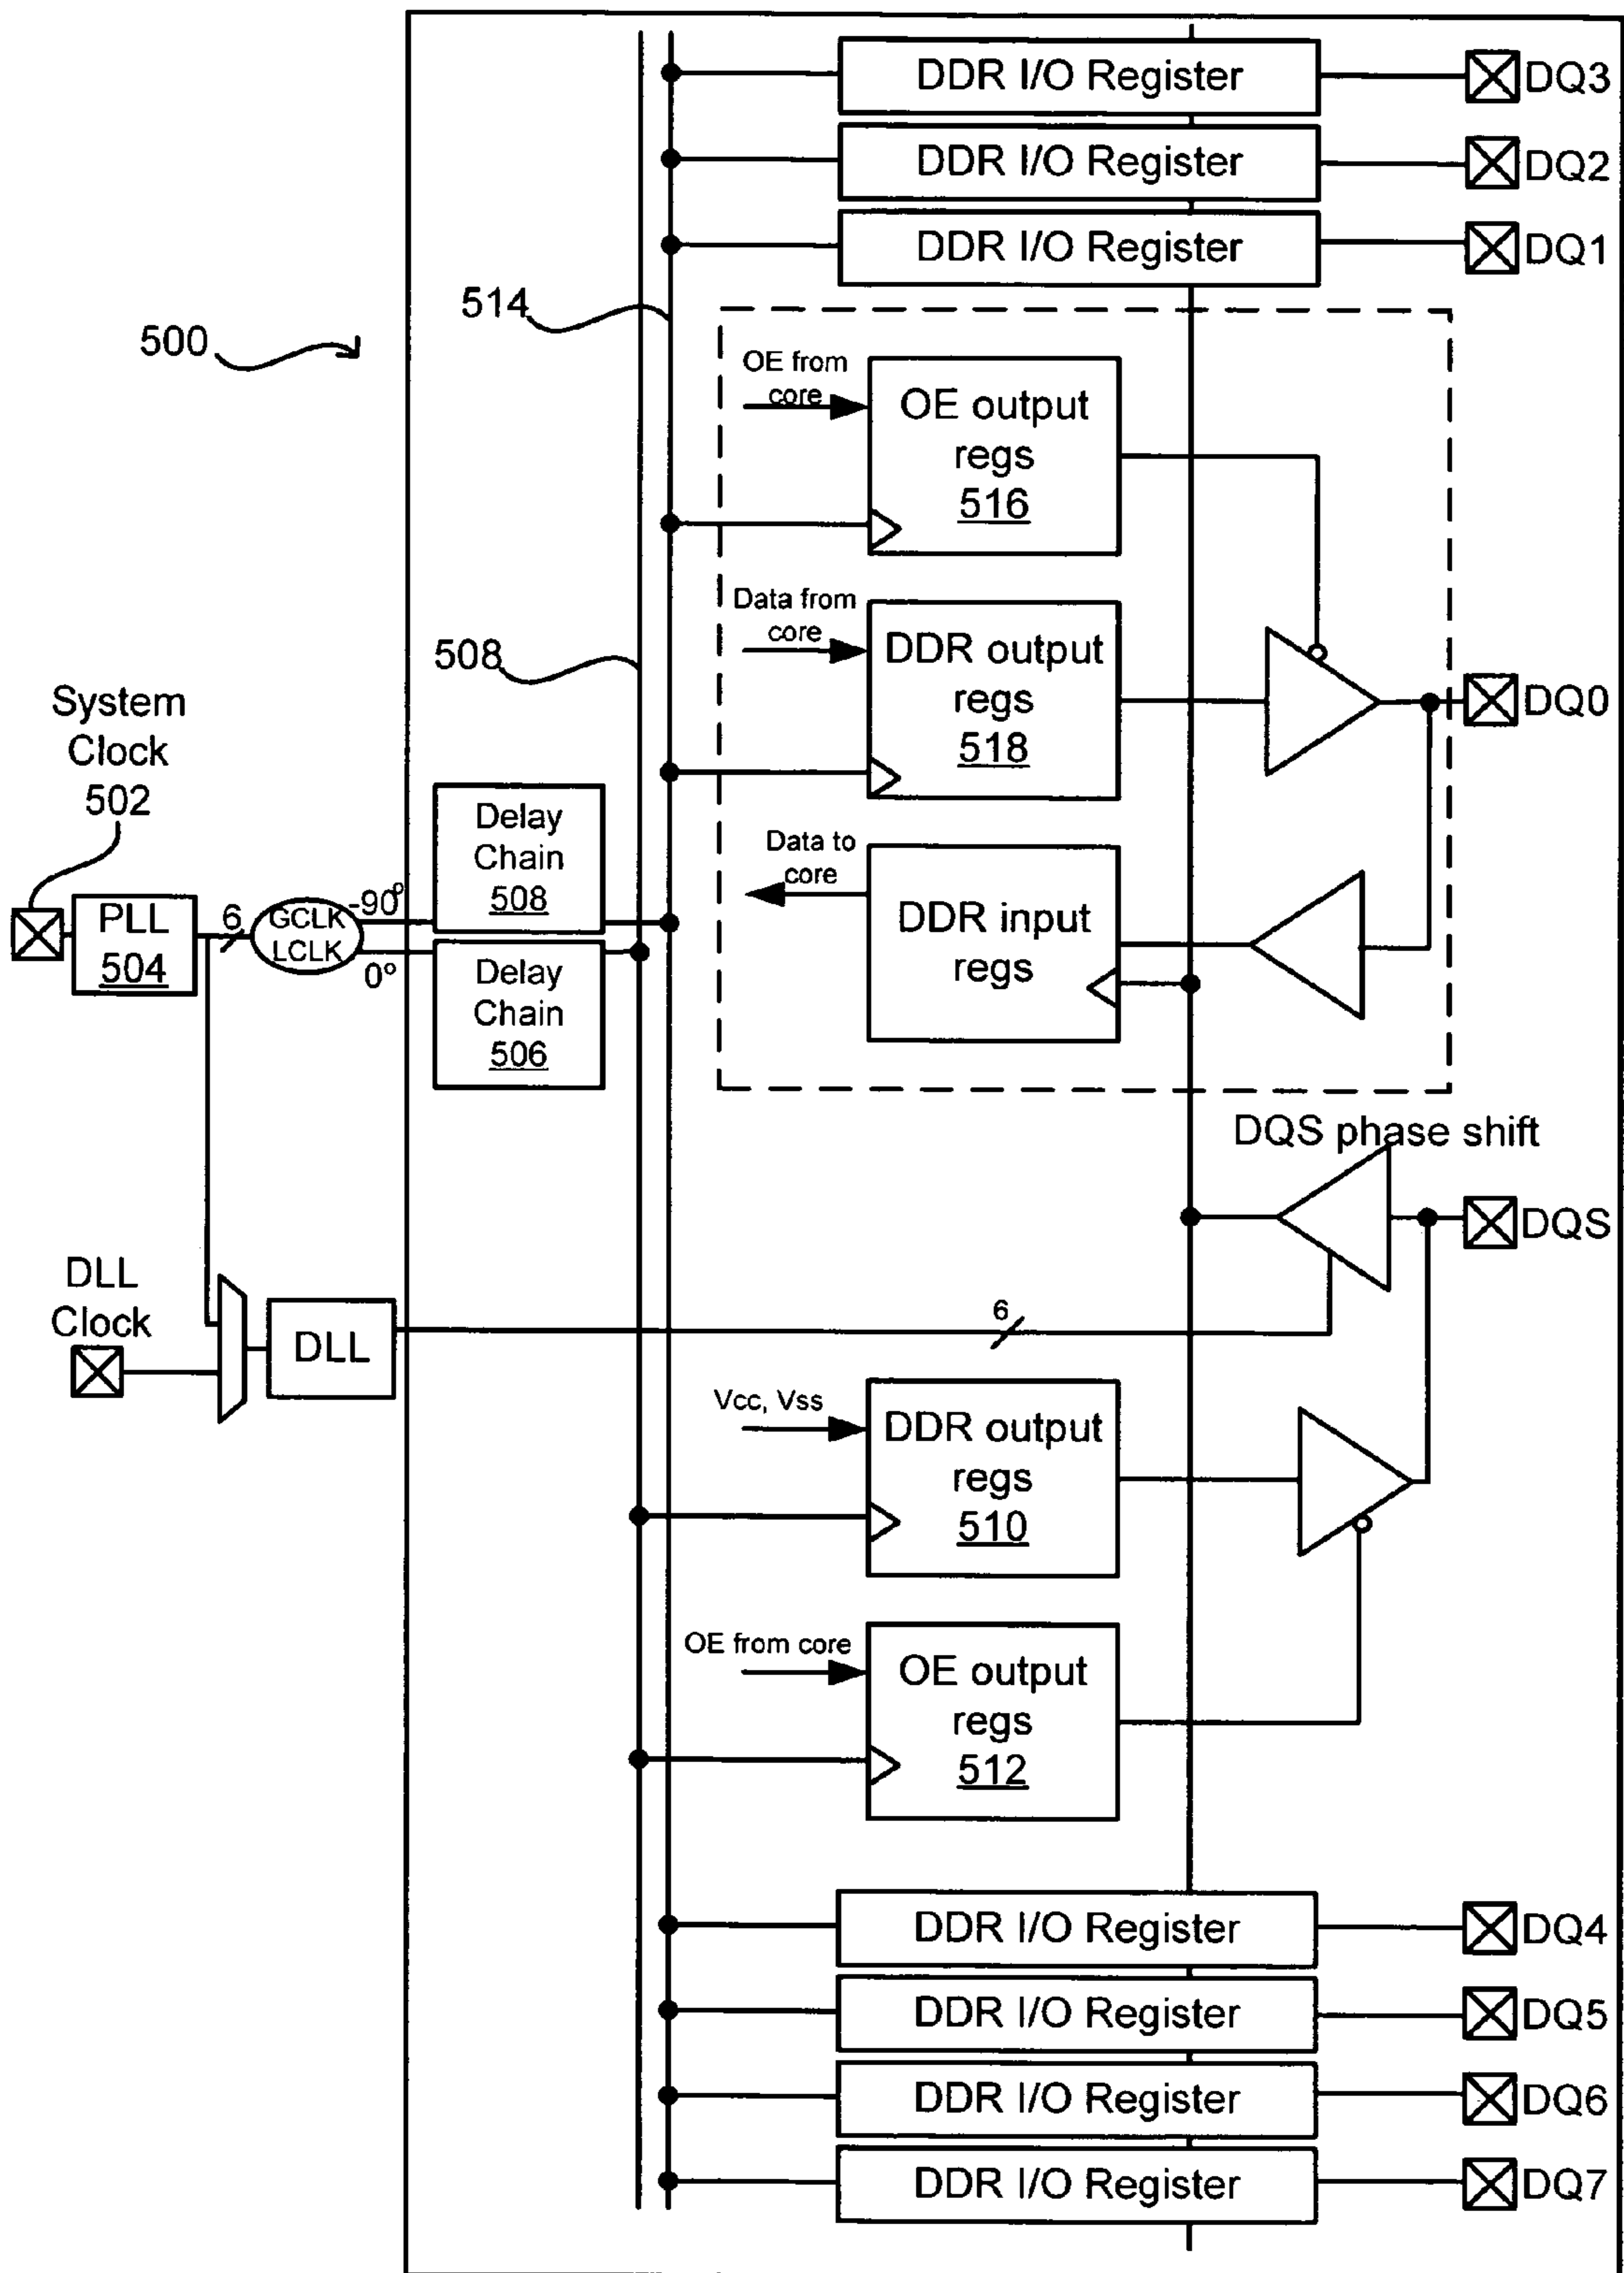 DDR I/O Register
DQ3
DDR I/O Register
DQ2
DDR I/O Register
DQ1
514
500
OE from
core
OE output
regs
516
Data from
core
DDR output
regs
518
508
DQ0
System
Clock
502
Delay
Chain
508
Data to
core
DDR input
regs
PLL
504
6
GCLK
LCLK
-90°
0°
Delay
Chain
506
DQS phase shift
DQS
DLL
Clock
DLL
6
Vcc, Vss
DDR output
regs
510
OE from core
OE output
regs
512
DDR I/O Register
DQ4
DDR I/O Register
DQ5
DDR I/O Register
DQ6
DDR I/O Register
DQ7